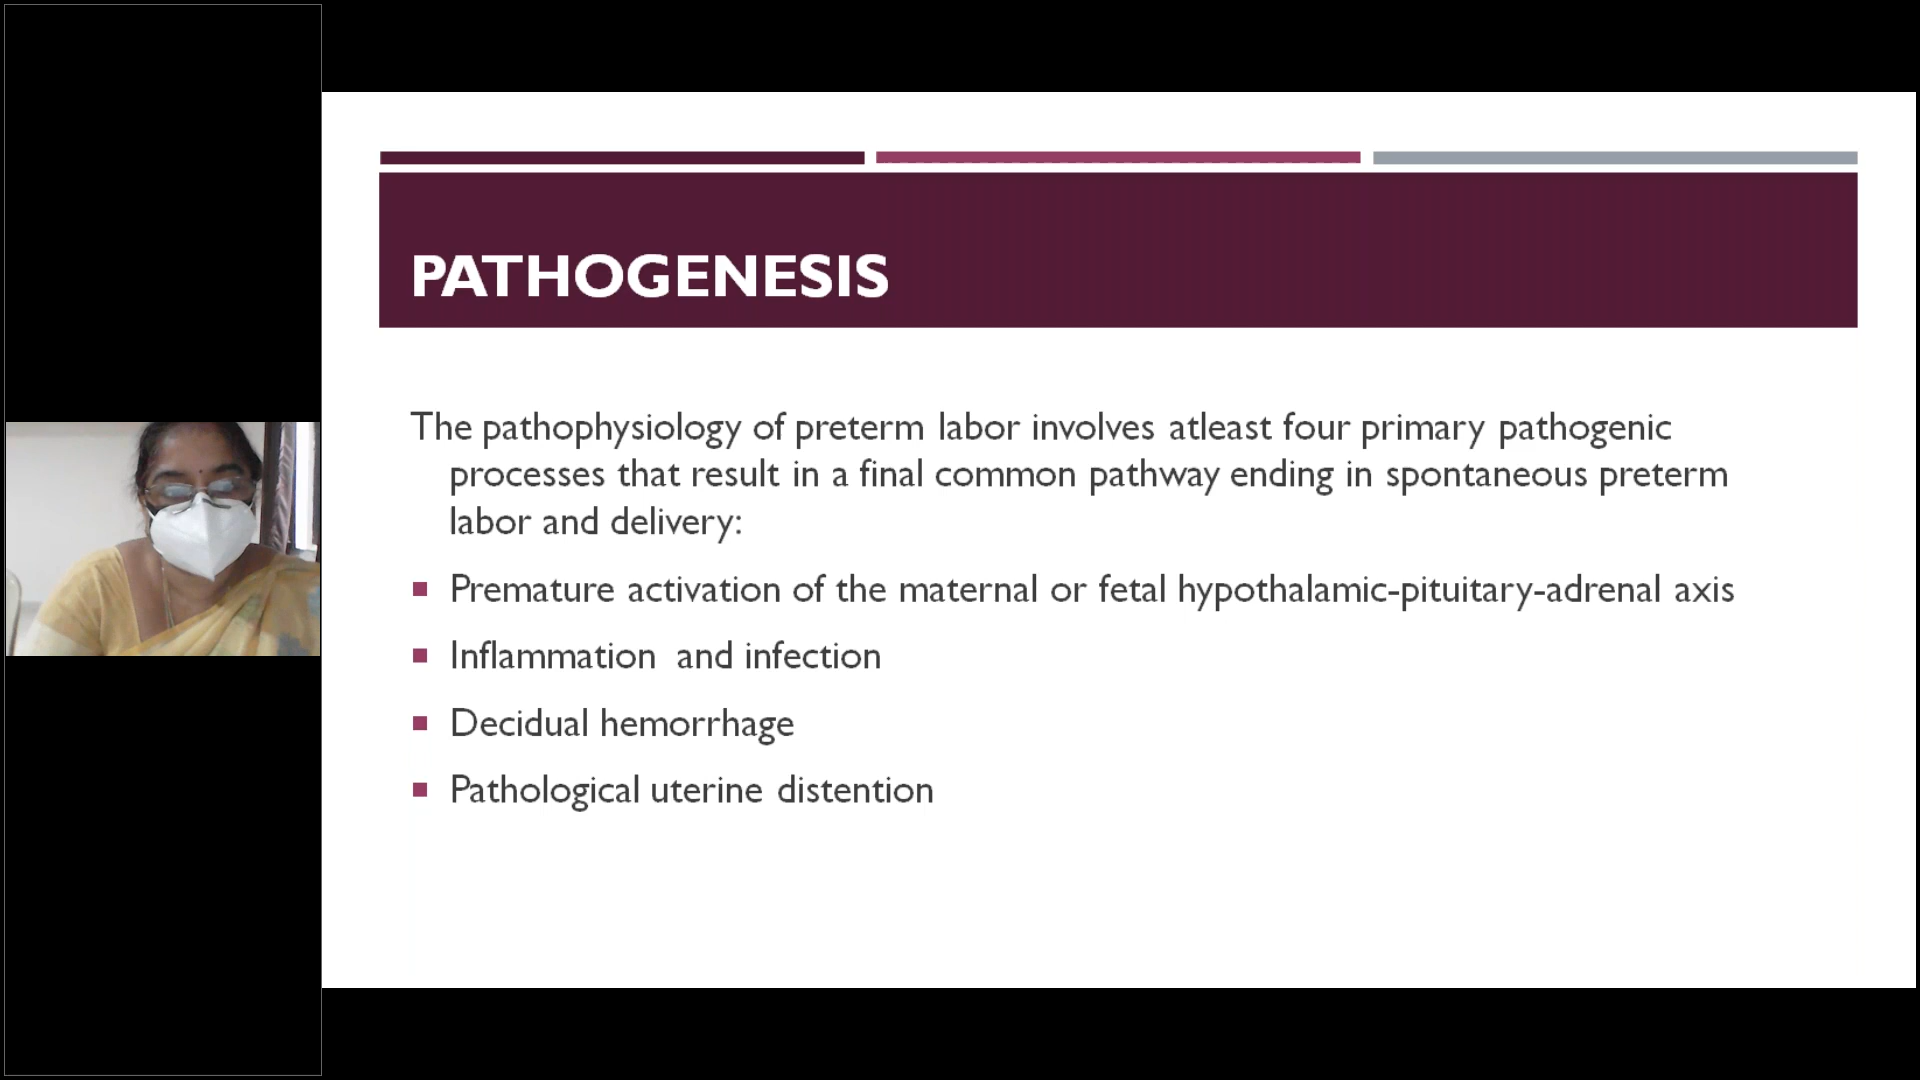 PATHOGENESIS
The pathophysiology of preterm labor involves atleast four primary pathogenic
processes that result in a final common pathway ending in spontaneous preterm
labor and delivery:
Premature activation of the maternal or fetal hypothalamic-pituitary-adrenal axis
Inflammation and infection
Decidual hemorrhage
Pathological uterine distention